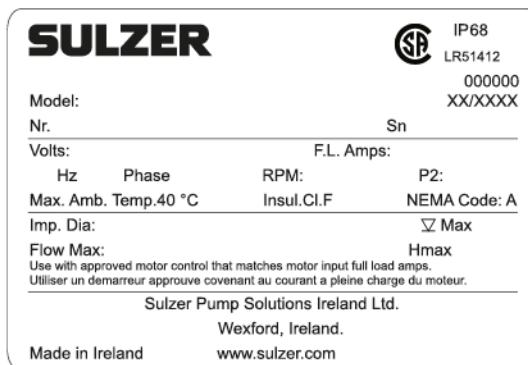 SULZER
IP68
LR51412
000000
Model: XX/XXXX
Nr. Sn
Volts: F.L. Amps:
Hz Phase RPM: P2:
Max. Amb. Temp.40 °C Insul.Cl.F NEMA Code: A
Imp. Dia: ▽ Max
Flow Max: Hmax
Use with approved motor control that matches motor input full load amps.
Utiliser un demarreur approuve covenant au courant a pleine charge du moteur.
Sulzer Pump Solutions Ireland Ltd.
Wexford, Ireland.
Made in Ireland www.sulzer.com